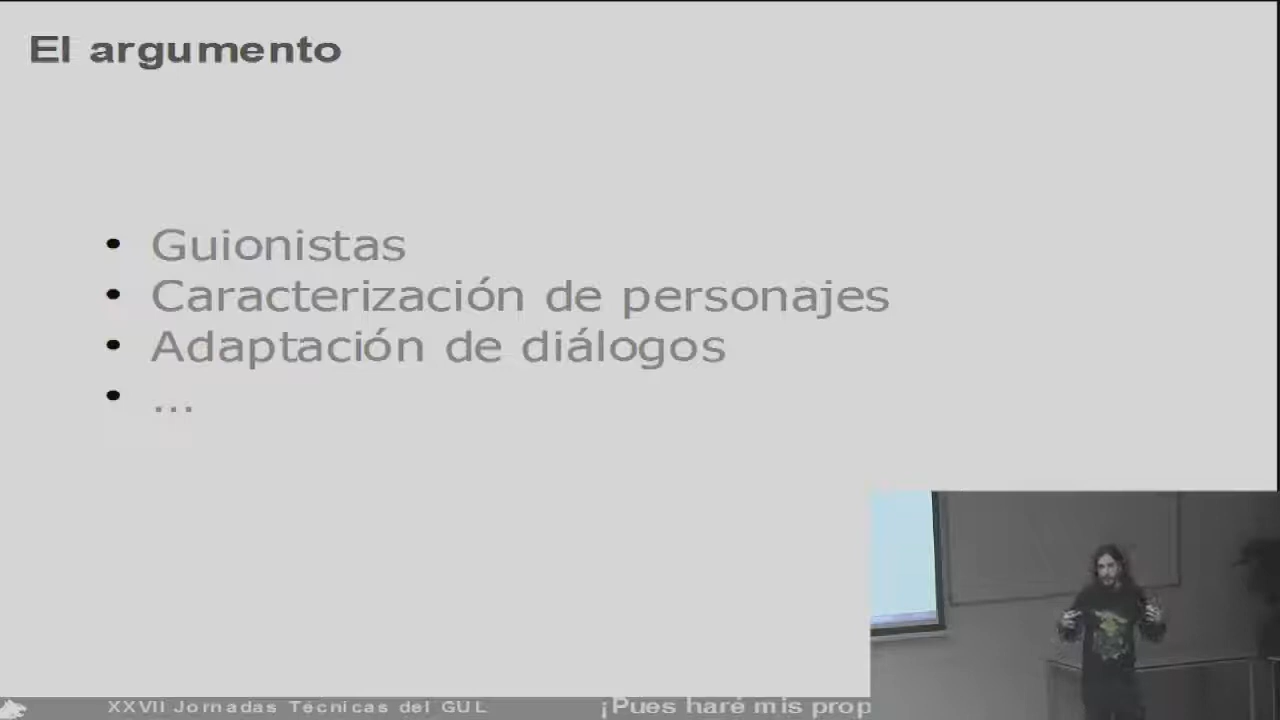 El argumento
• Guionistas
• Caracterización de personajes
• Adaptación de diálogos
• ...
XXVII Jornadas Técnicas del GUL
¡Pues haré mis prop